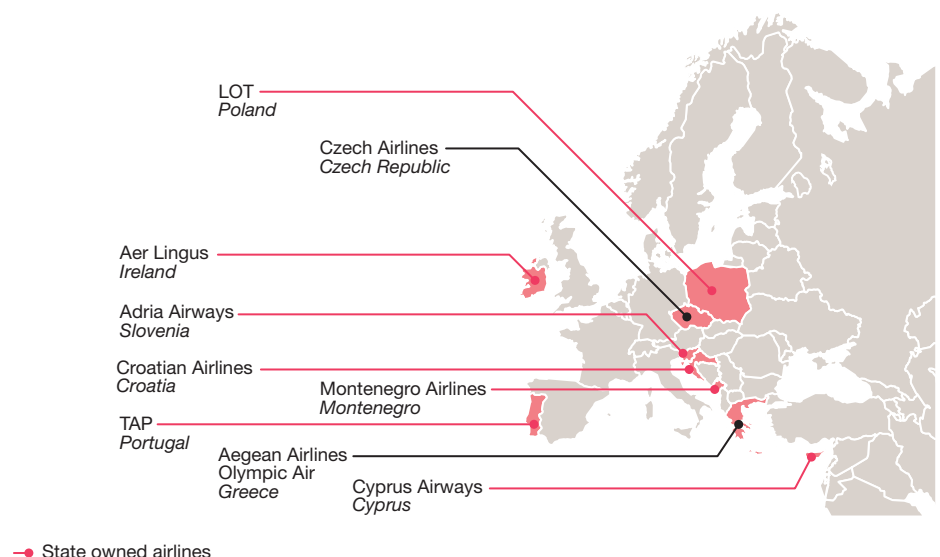 LOT
Poland
Czech Airlines
Czech Republic
Aer Lingus
Ireland
Adria Airways
Slovenia
Croatian Airlines
Croatia
Montenegro Airlines
Montenegro
TAP
Portugal
Aegean Airlines
Olympic Air
Greece
Cyprus Airways
Cyprus
State owned airlines